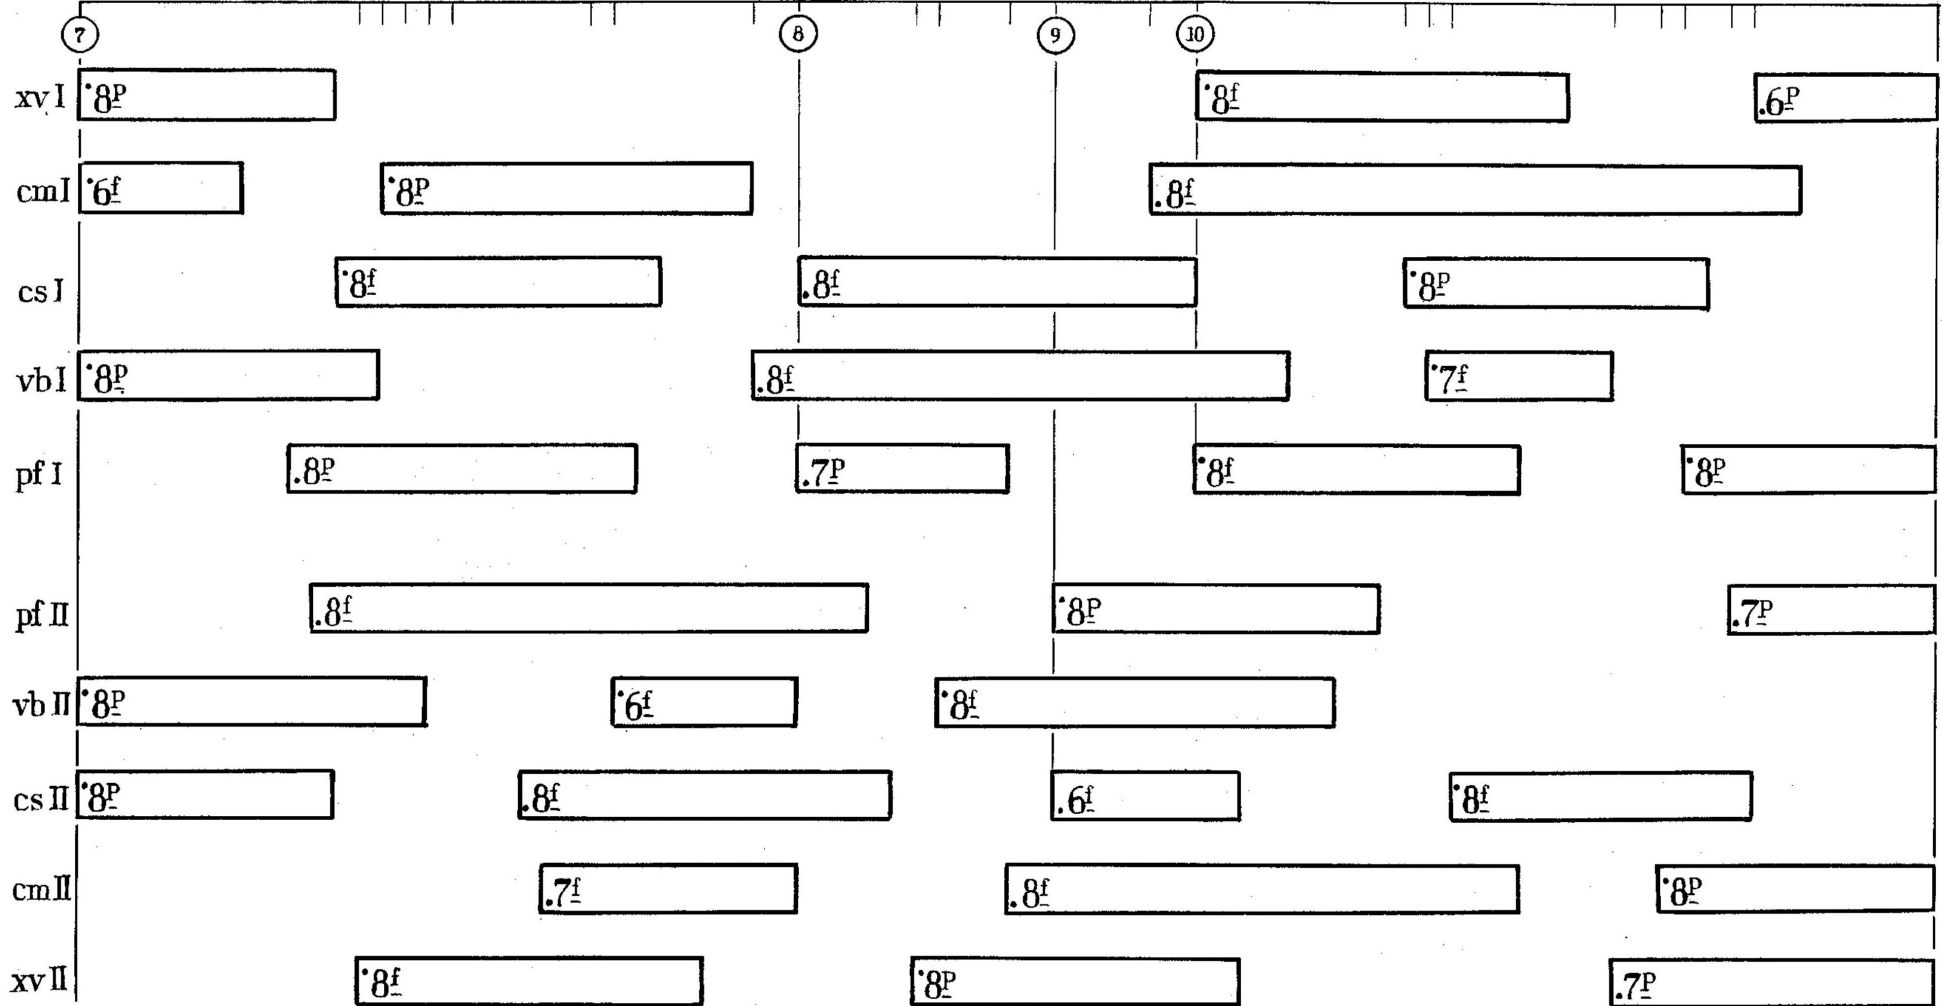 7 8 9 10
xv I ˙8p ˙8f .6p
cm I ˙6f ˙8p .8f
cs I ˙8f .8f ˙8p
vb I ˙8p .8f ˙7f
pf I .8p .7p ˙8f ˙8p
pf II .8f ˙8p .7p
vb II ˙8p ˙6f ˙8f
cs II ˙8p .8f .6f ˙8f
cm II .7f .8f ˙8p
xv II ˙8f ˙8p .7p